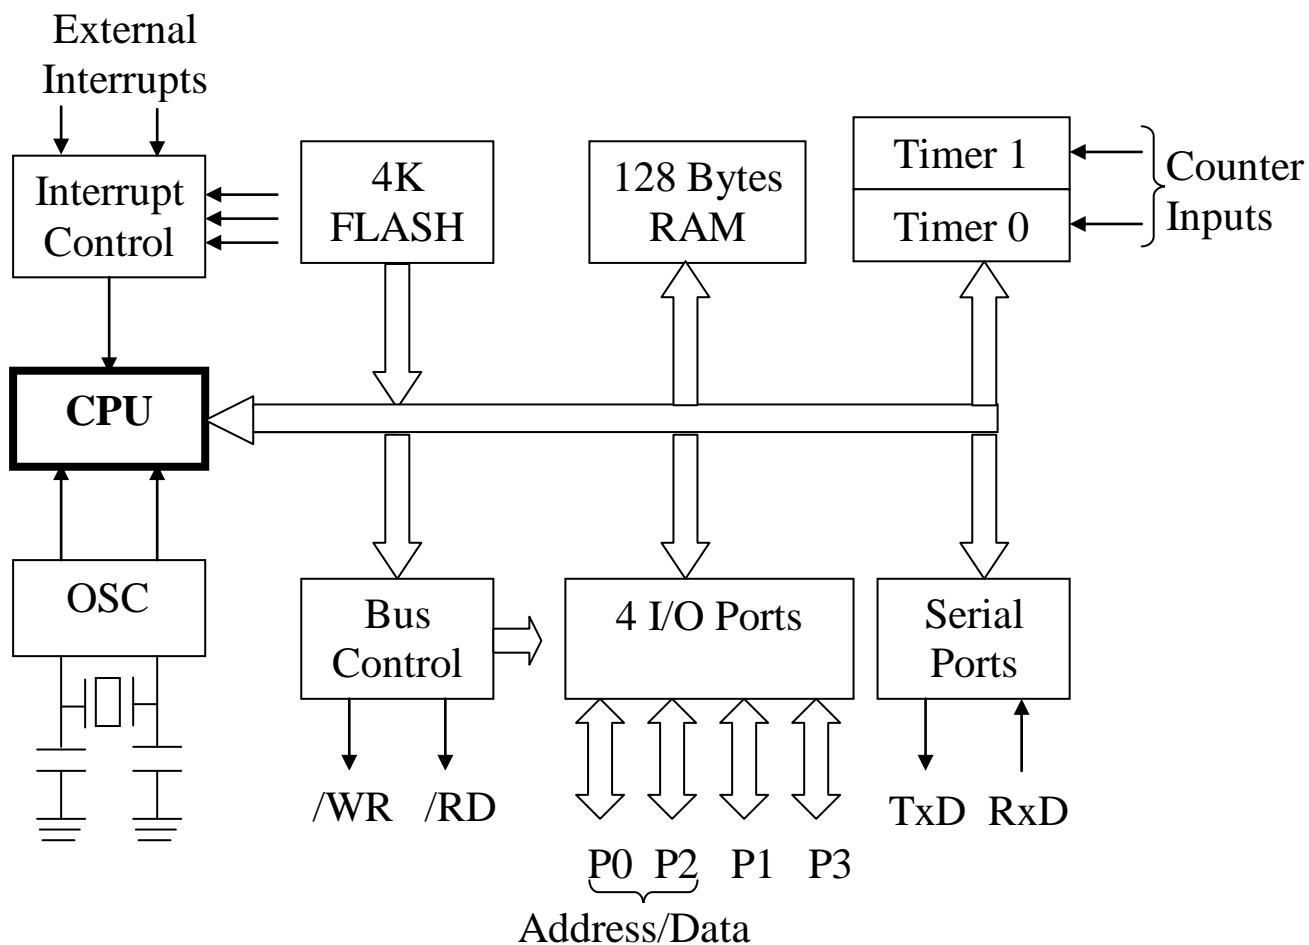 External
Interrupts
Interrupt
Control
4K
FLASH
128 Bytes
RAM
Timer 1
Timer 0
Counter
Inputs
CPU
OSC
Bus
Control
4 I/O Ports
Serial
Ports
/WR /RD
TxD RxD
P0 P2 P1 P3
Address/Data